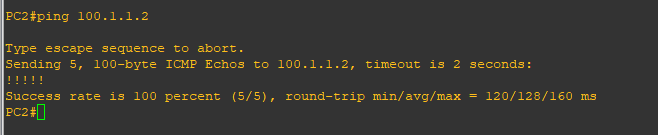 PC2#ping 100.1.1.2
Type escape sequence to abort.
Sending 5, 100-byte ICMP Echos to 100.1.1.2, timeout is 2 seconds:
!!!!!
Success rate is 100 percent (5/5), round-trip min/avg/max = 120/128/160 ms
PC2#